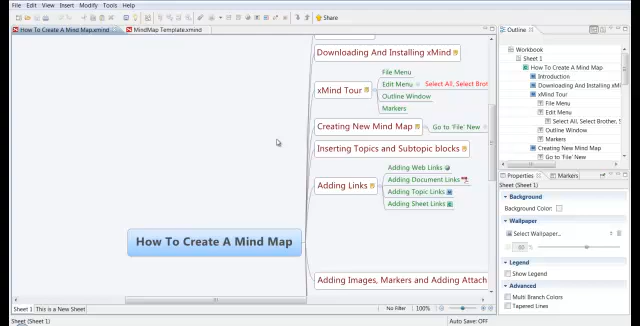 File Edit View Insert Modify Tools Help
Share
How To Create A Mind Map.xmind
MindMap Template.xmind
Downloading And Installing xMind
xMind Tour
File Menu
Edit Menu
Select All, Select Brother
Outline Window
Markers
Creating New Mind Map
Go to 'File' New
Inserting Topics and Subtopic blocks
Adding Links
Adding Web Links
Adding Document Links
Adding Topic Links
Adding Sheet Links
How To Create A Mind Map
Adding Images, Markers and Adding Attach
Sheet 1
This is a New Sheet
No Filter
100%
Sheet (Sheet 1)
Auto Save: OFF
Outline
Workbook
Sheet 1
How To Create A Mind Map
Introduction
Downloading And Installing xM
xMind Tour
File Menu
Edit Menu
Select All, Select Brother, S
Outline Window
Markers
Creating New Mind Map
Go to 'File' New
Properties
Markers
Sheet (Sheet 1)
Background
Background Color:
Wallpaper
Select Wallpaper...
Legend
Show Legend
Advanced
Multi Branch Colors
Tapered Lines